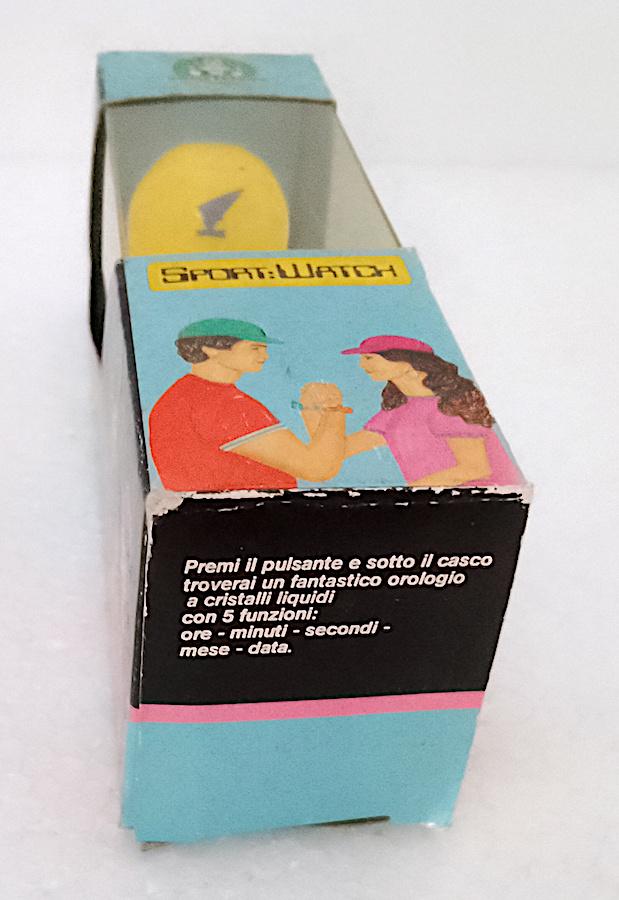 SPORT:WATCH
Premi il pulsante e sotto il casco
troverai un fantastico orologio
a cristalli liquidi
con 5 funzioni:
ore - minuti - secondi -
mese - data.